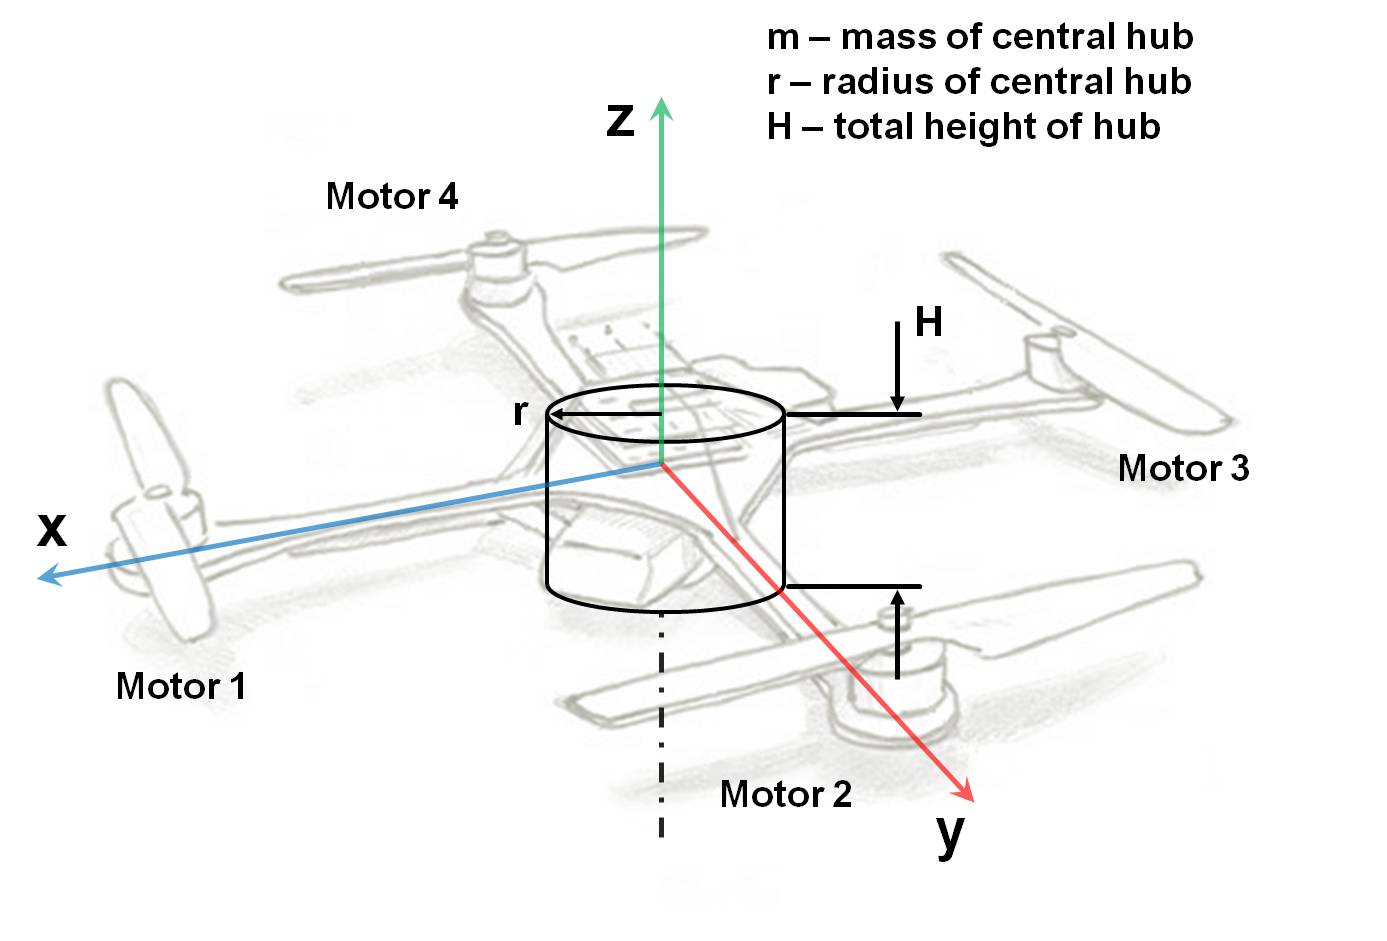 m – mass of central hub
r – radius of central hub
H – total height of hub
z
Motor 4
H
r
Motor 3
x
Motor 1
Motor 2
y